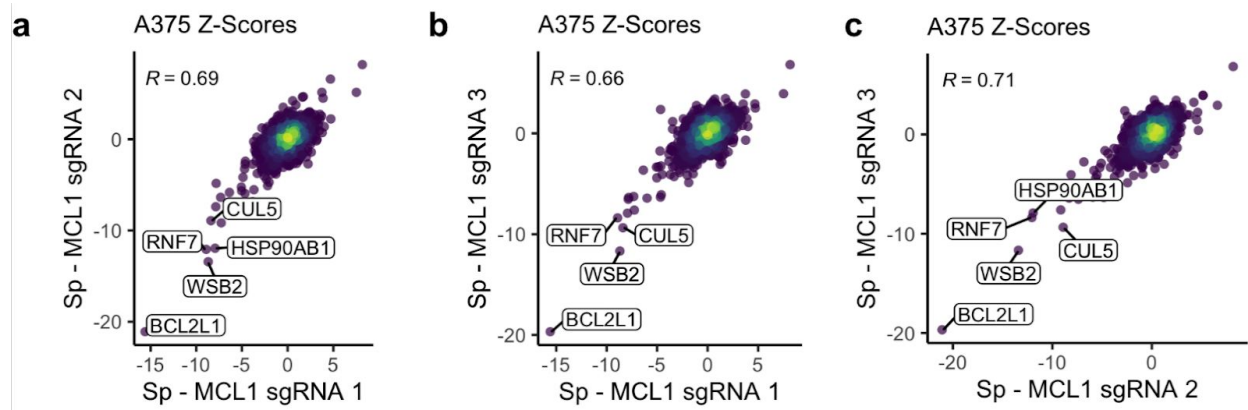 a
A375 Z-Scores
R = 0.69
Sp - MCL1 sgRNA 2
0
-10
-20
CUL5
RNF7
HSP90AB1
WSB2
BCL2L1
-15
-10
-5
0
5
Sp - MCL1 sgRNA 1
b
A375 Z-Scores
R = 0.66
Sp - MCL1 sgRNA 3
0
-10
-20
RNF7
CUL5
WSB2
BCL2L1
-15
-10
-5
0
5
Sp - MCL1 sgRNA 1
c
A375 Z-Scores
R = 0.71
Sp - MCL1 sgRNA 3
0
-10
-20
HSP90AB1
RNF7
CUL5
WSB2
BCL2L1
-20
-10
0
Sp - MCL1 sgRNA 2